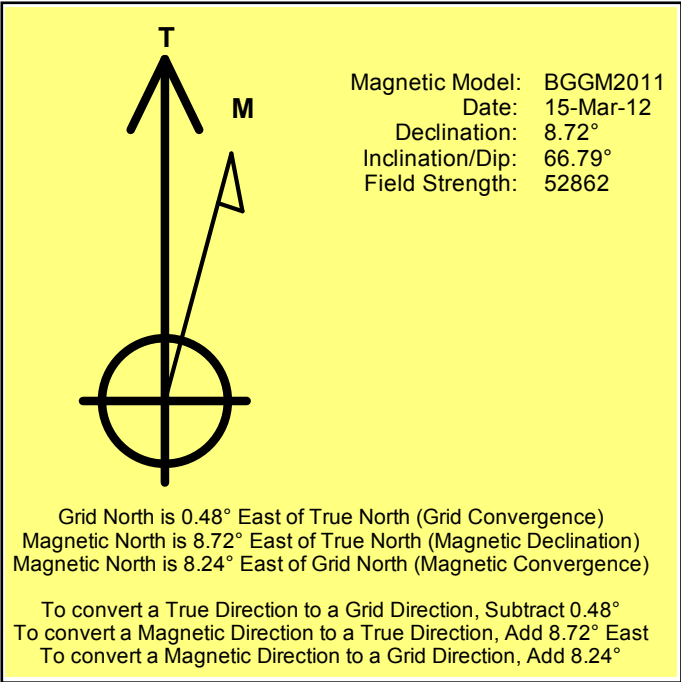 T
M
Magnetic Model: BGGM2011
Date: 15-Mar-12
Declination: 8.72°
Inclination/Dip: 66.79°
Field Strength: 52862
Grid North is 0.48° East of True North (Grid Convergence)
Magnetic North is 8.72° East of True North (Magnetic Declination)
Magnetic North is 8.24° East of Grid North (Magnetic Convergence)
To convert a True Direction to a Grid Direction, Subtract 0.48°
To convert a Magnetic Direction to a True Direction, Add 8.72° East
To convert a Magnetic Direction to a Grid Direction, Add 8.24°